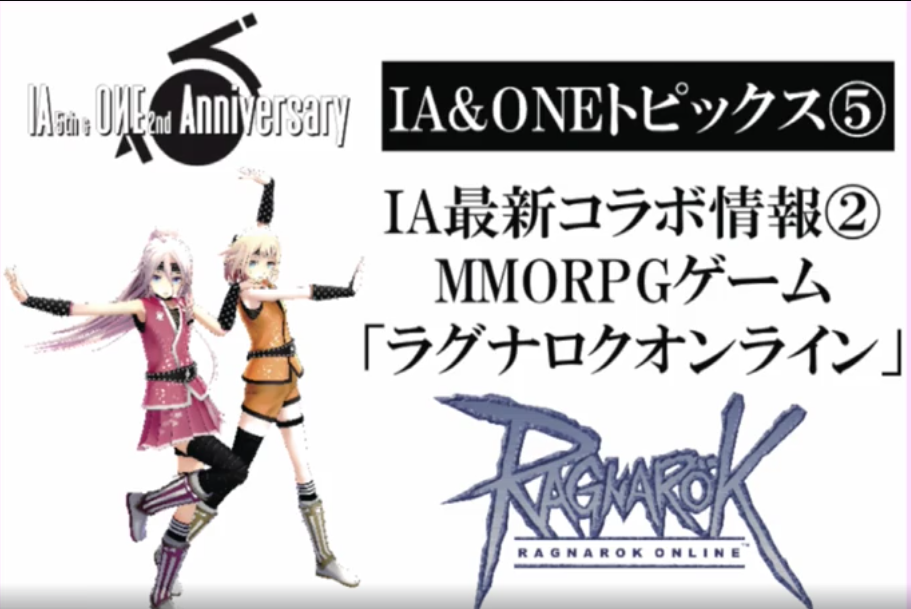 IA 5th & ONE 2nd Anniversary
IA&ONEトピックス⑤
IA最新コラボ情報②
MMORPGゲーム
「ラグナロクオンライン」
RAGNARÖK
RAGNAROK ONLINE™